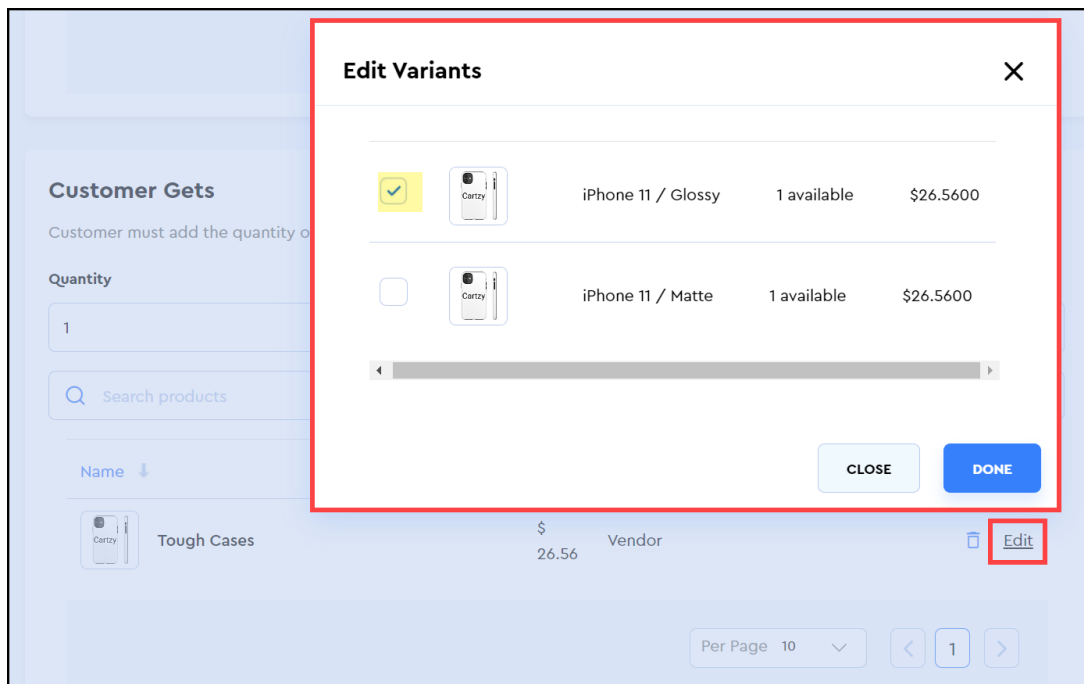 Edit Variants
Cartzy
iPhone 11 / Glossy 1 available $26.5600
Cartzy
iPhone 11 / Matte 1 available $26.5600
CLOSE DONE
Customer Gets
Customer must add the quantity o
Quantity
1
Search products
Name
Cartzy
Tough Cases $ 26.56 Vendor Edit
Per Page 10 1